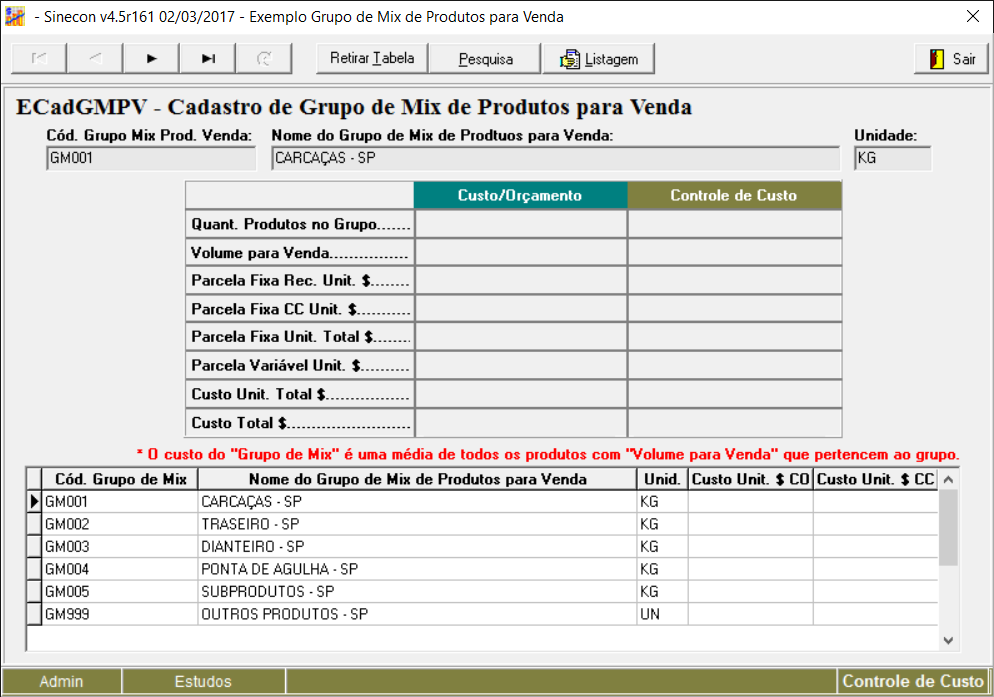 - Sinecon v4.5r161 02/03/2017 - Exemplo Grupo de Mix de Produtos para Venda
Retirar Tabela Pesquisa Listagem Sair
ECadGMPV - Cadastro de Grupo de Mix de Produtos para Venda
Cód. Grupo Mix Prod. Venda: Nome do Grupo de Mix de Prodtuos para Venda: Unidade:
GM001 CARCAÇAS - SP KG
Custo/Orçamento Controle de Custo
Quant. Produtos no Grupo.......
Volume para Venda................
Parcela Fixa Rec. Unit. $........
Parcela Fixa CC Unit. $...........
Parcela Fixa Unit. Total $........
Parcela Variável Unit. $..........
Custo Unit. Total $.................
Custo Total $.........................
* O custo do "Grupo de Mix" é uma média de todos os produtos com "Volume para Venda" que pertencem ao grupo.
Cód. Grupo de Mix Nome do Grupo de Mix de Produtos para Venda Unid. Custo Unit. $ CO Custo Unit. $ CC
GM001 CARCAÇAS - SP KG
GM002 TRASEIRO - SP KG
GM003 DIANTEIRO - SP KG
GM004 PONTA DE AGULHA - SP KG
GM005 SUBPRODUTOS - SP KG
GM999 OUTROS PRODUTOS - SP UN
Admin Estudos Controle de Custo